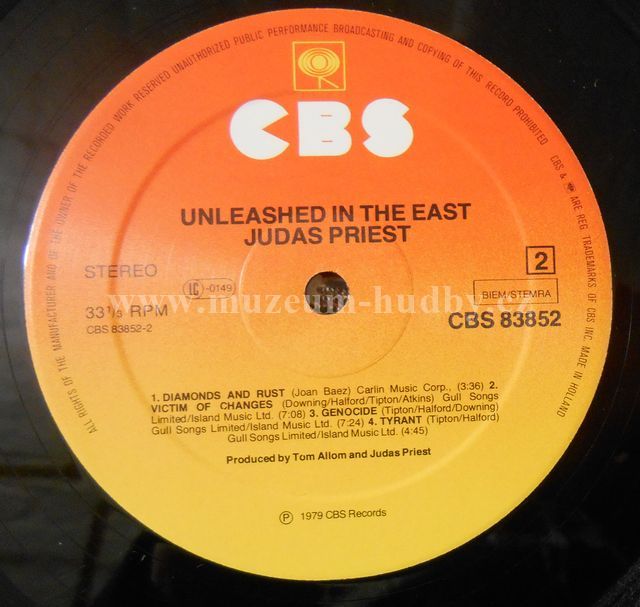 ALL RIGHTS OF THE MANUFACTURER AND OF THE OWNER OF THE RECORDED WORK RESERVED UNAUTHORIZED PUBLIC PERFORMANCE BROADCASTING AND COPYING OF THIS RECORD PROHIBITED
CBS & ARE REG. TRADEMARKS OF CBS INC. MADE IN HOLLAND
CBS
UNLEASHED IN THE EAST
JUDAS PRIEST
STEREO
LC-0149
2
www.muzeum-hudby.cz
BIEM/STEMRA
33⅓ RPM
CBS 83852
CBS 83852-2
1. DIAMONDS AND RUST (Joan Baez) Carlin Music Corp., (3:36) 2.
VICTIM OF CHANGES (Downing/Halford/Tipton/Atkins) Gull Songs
Limited/Island Music Ltd. (7:08) 3. GENOCIDE (Tipton/Halford/Downing)
Gull Songs Limited/Island Music Ltd. (7:24) 4. TYRANT (Tipton/Halford)
Gull Songs Limited/Island Music Ltd. (4:45)
Produced by Tom Allom and Judas Priest
℗ 1979 CBS Records